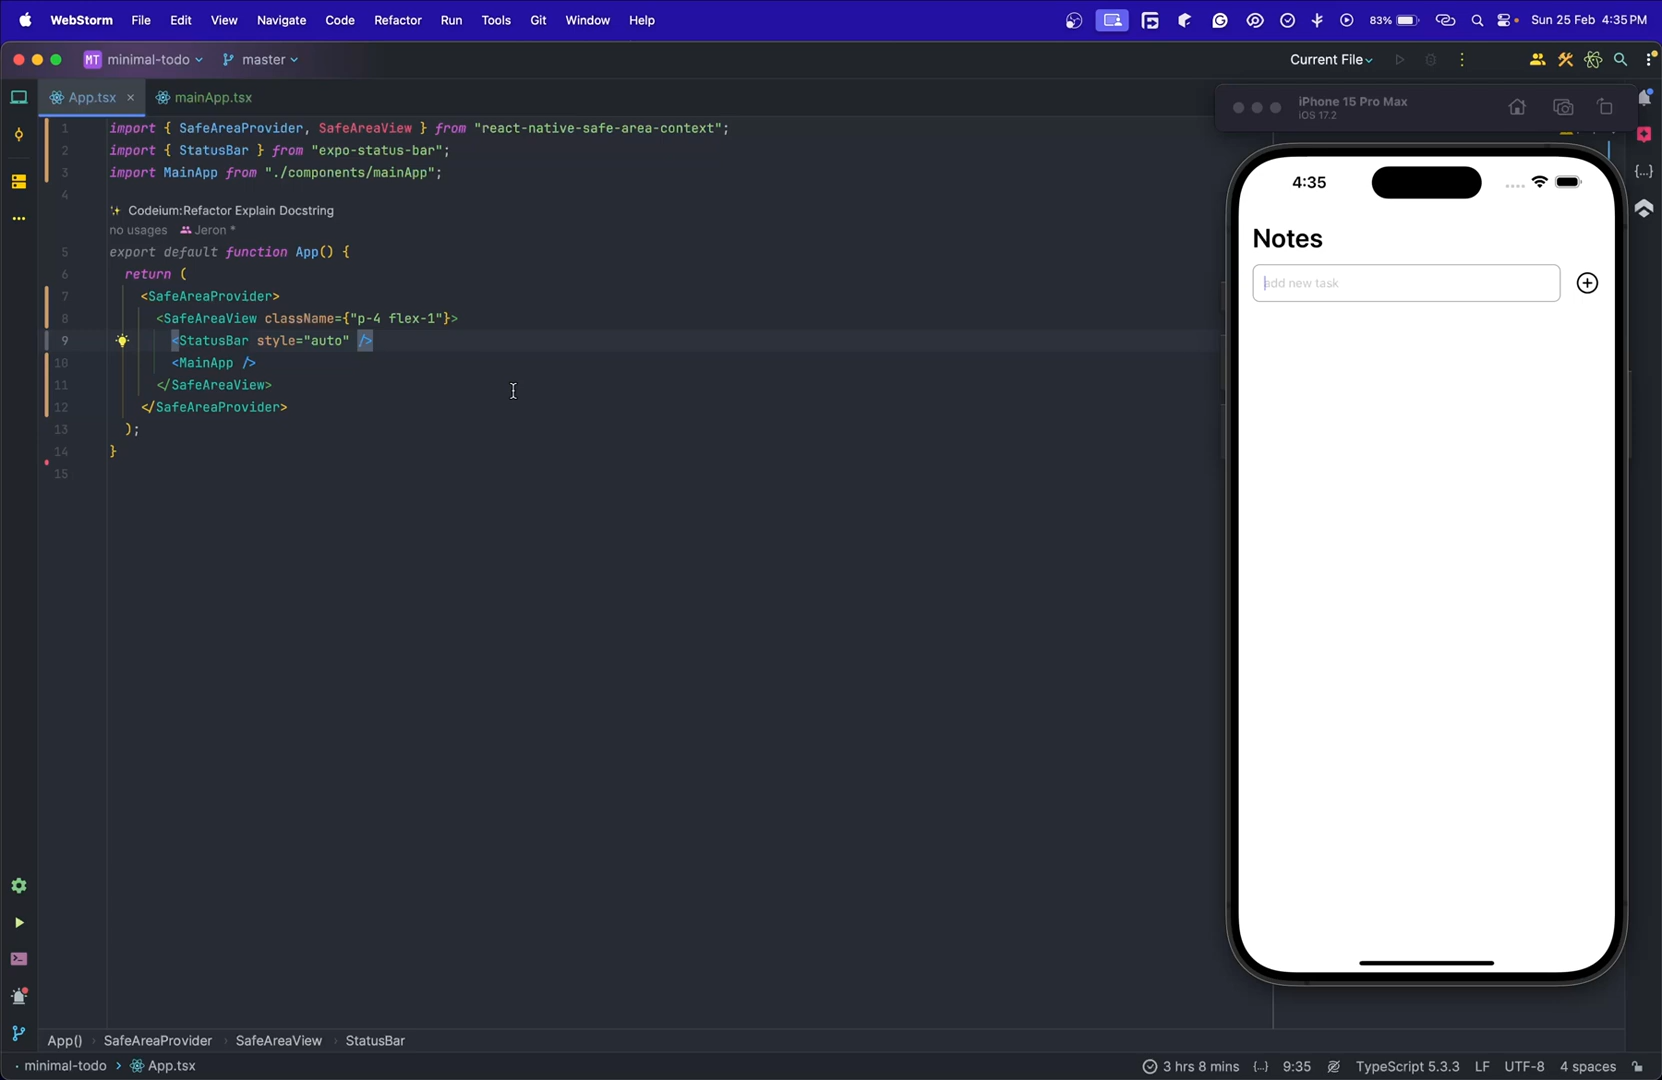 WebStorm File Edit View Navigate Code Refactor Run Tools Git Window Help 83% Sun 25 Feb 4:35 PM
MT minimal-todo master Current File
App.tsx × mainApp.tsx
1 import { SafeAreaProvider, SafeAreaView } from "react-native-safe-area-context";
2 import { StatusBar } from "expo-status-bar";
3 import MainApp from "./components/mainApp";
4
Codeium:Refactor Explain Docstring
no usages Jeron *
5 export default function App() {
6 return (
7 <SafeAreaProvider>
8 <SafeAreaView className={"p-4 flex-1"}>
9 <StatusBar style="auto" />
10 <MainApp />
11 </SafeAreaView>
12 </SafeAreaProvider>
13 );
14 }
15
iPhone 15 Pro Max
iOS 17.2
4:35
Notes
add new task
App() SafeAreaProvider SafeAreaView StatusBar
minimal-todo > App.tsx 3 hrs 8 mins {..} 9:35 TypeScript 5.3.3 LF UTF-8 4 spaces